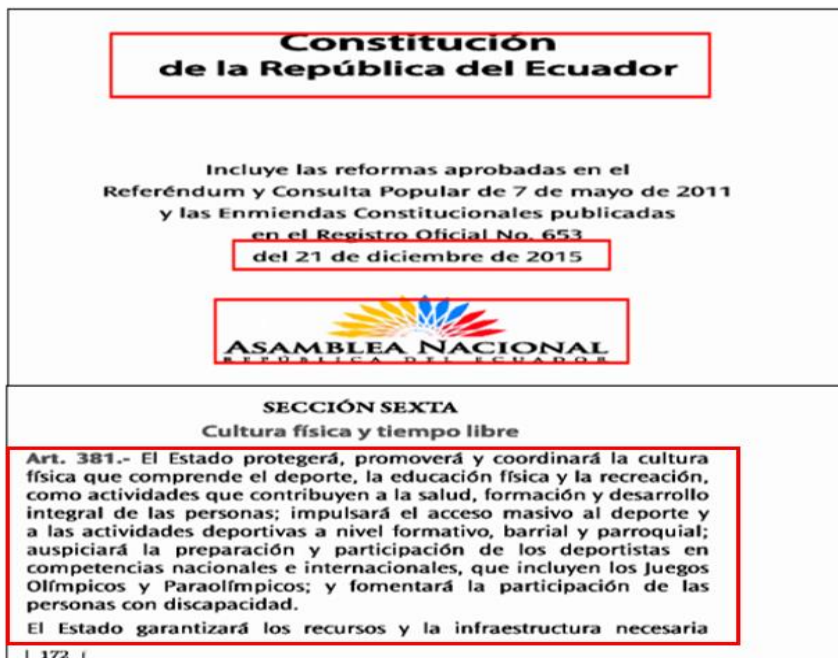 Constitución
de la República del Ecuador
Incluye las reformas aprobadas en el
Referéndum y Consulta Popular de 7 de mayo de 2011
y las Enmiendas Constitucionales publicadas
en el Registro Oficial No. 653
del 21 de diciembre de 2015
ASAMBLEA NACIONAL
REPÚBLICA DEL ECUADOR
SECCIÓN SEXTA
Cultura física y tiempo libre
Art. 381.- El Estado protegerá, promoverá y coordinará la cultura
física que comprende el deporte, la educación física y la recreación,
como actividades que contribuyen a la salud, formación y desarrollo
integral de las personas; impulsará el acceso masivo al deporte y
a las actividades deportivas a nivel formativo, barrial y parroquial;
auspiciará la preparación y participación de los deportistas en
competencias nacionales e internacionales, que incluyen los Juegos
Olímpicos y Paraolímpicos; y fomentará la participación de las
personas con discapacidad.
El Estado garantizará los recursos y la infraestructura necesaria
| 172 |